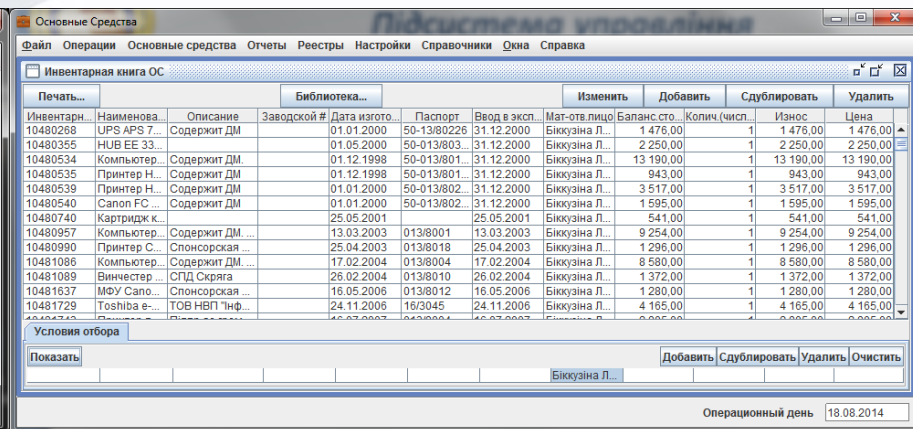 Основные Средства
Підсистема управління
Файл Операции Основные средства Отчеты Реестры Настройки Справочники Окна Справка
Инвентарная книга ОС
Печать... Библиотека... Изменить Добавить Сдублировать Удалить
Инвентарн... Наименова... Описание Заводской # Дата изгото... Паспорт Ввод в эксп... Мат-отв.лицо Баланс.сто... Колич.(числ... Износ Цена
10480268 UPS APS 7... Содержит ДМ 01.01.2000 50-13/80226 31.12.2000 Біккузіна Л... 1 476,00 1 1 476,00 1 476,00
10480355 HUB EE 33... 01.05.2000 50-013/803... 31.12.2000 Біккузіна Л... 2 250,00 1 2 250,00 2 250,00
10480534 Компьютер... Содержит ДМ. 01.12.1998 50-013/801... 31.12.2000 Біккузіна Л... 13 190,00 1 13 190,00 13 190,00
10480535 Принтер H... Содержит ДМ 01.12.1998 50-013/801... 31.12.2000 Біккузіна Л... 943,00 1 943,00 943,00
10480539 Принтер H... Содержит ДМ 01.01.2000 50-013/802... 31.12.2000 Біккузіна Л... 3 517,00 1 3 517,00 3 517,00
10480540 Canon FC ... Содержит ДМ 01.01.2000 50-013/802... 31.12.2000 Біккузіна Л... 1 595,00 1 1 595,00 1 595,00
10480740 Картридж к... 25.05.2001 25.05.2001 Біккузіна Л... 541,00 1 541,00 541,00
10480957 Компьютер... Содержит ДМ. ... 13.03.2003 013/8001 13.03.2003 Біккузіна Л... 9 254,00 1 9 254,00 9 254,00
10480990 Принтер C... Спонсорская ... 25.04.2003 013/8018 25.04.2003 Біккузіна Л... 1 296,00 1 1 296,00 1 296,00
10481086 Компьютер... Содержит ДМ. ... 17.02.2004 013/8004 17.02.2004 Біккузіна Л... 8 580,00 1 8 580,00 8 580,00
10481089 Винчестер ... СПД Скряга 26.02.2004 013/8010 26.02.2004 Біккузіна Л... 1 372,00 1 1 372,00 1 372,00
10481637 МФУ Cano... Спонсорская ... 16.05.2006 013/8012 16.05.2006 Біккузіна Л... 1 280,00 1 1 280,00 1 280,00
10481729 Toshiba e-... ТОВ НВП "Інф... 24.11.2006 16/3045 24.11.2006 Біккузіна Л... 4 165,00 1 4 165,00 4 165,00
Условия отбора
Показать Добавить Сдублировать Удалить Очистить
Біккузіна Л...
Операционный день 18.08.2014